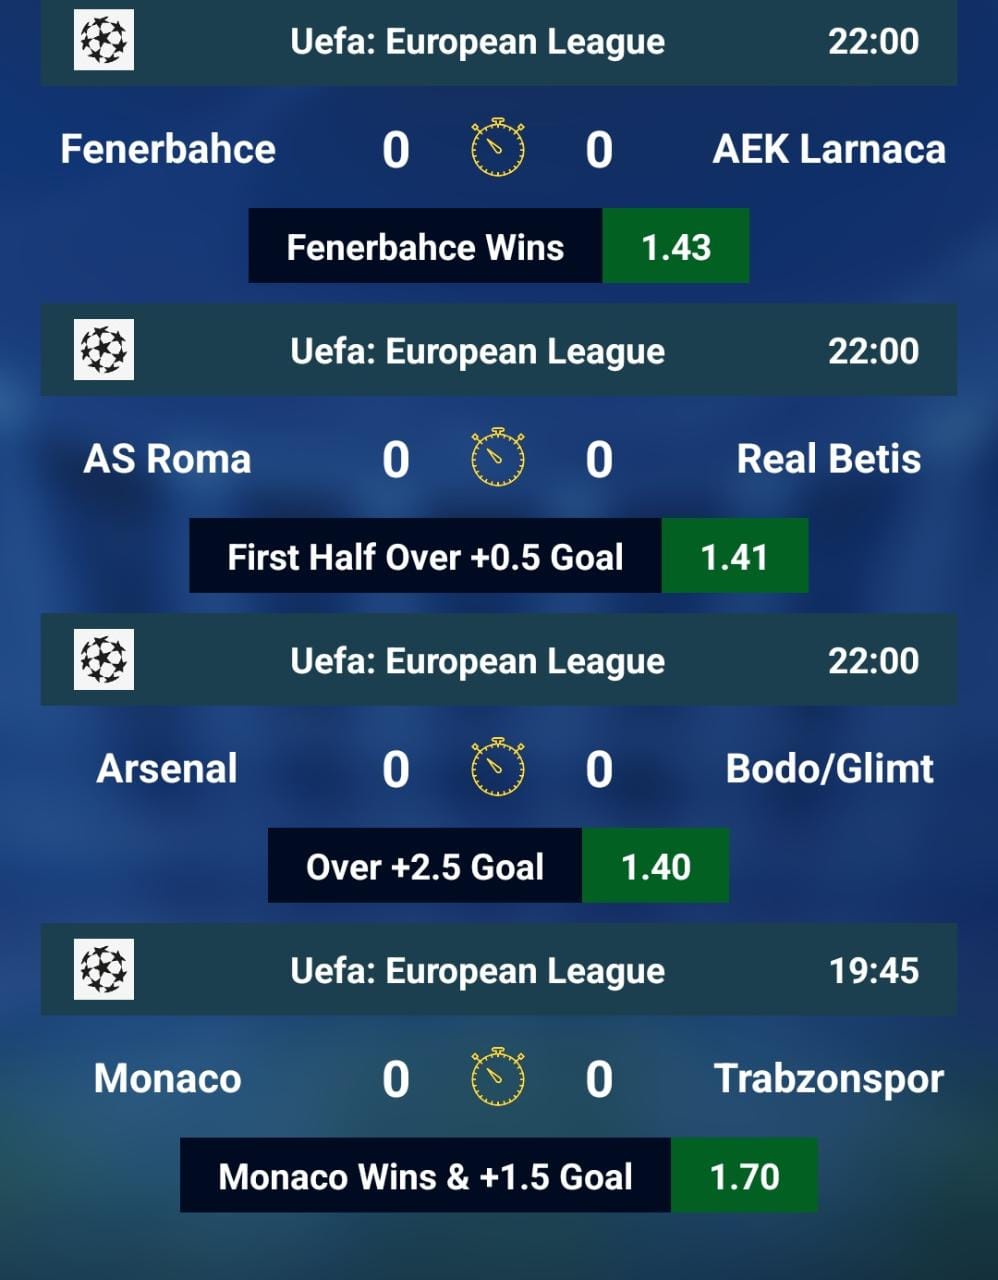 Uefa: European League 22:00
Fenerbahce 0 0 AEK Larnaca
Fenerbahce Wins 1.43
Uefa: European League 22:00
AS Roma 0 0 Real Betis
First Half Over +0.5 Goal 1.41
Uefa: European League 22:00
Arsenal 0 0 Bodo/Glimt
Over +2.5 Goal 1.40
Uefa: European League 19:45
Monaco 0 0 Trabzonspor
Monaco Wins & +1.5 Goal 1.70